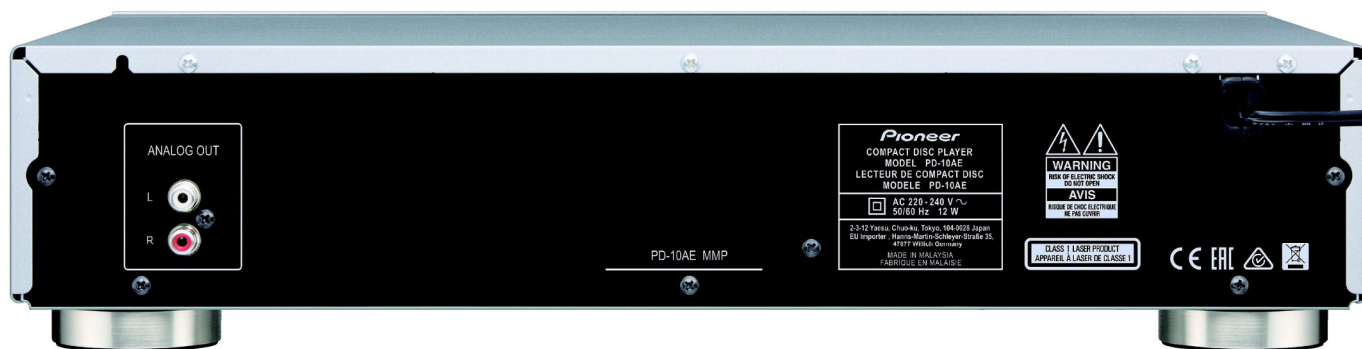 ANALOG OUT
L
R
PD-10AE MMP
Pioneer
COMPACT DISC PLAYER
MODEL PD-10AE
LECTEUR DE COMPACT DISC
MODELE PD-10AE
AC 220-240 V ~
50/60 Hz 12 W
2-3-12 Yaesu, Chuo-ku, Tokyo, 104-0028 Japan
EU Importer ; Hanns-Martin-Schleyer-Straße 35,
47877 Willich Germany
MADE IN MALAYSIA
FABRIQUE EN MALAISIE
WARNING
RISK OF ELECTRIC SHOCK
DO NOT OPEN
AVIS
RISQUE DE CHOC ELECTRIQUE
NE PAS OUVRIR
CLASS 1 LASER PRODUCT
APPAREIL À LASER DE CLASSE 1
CE EAC